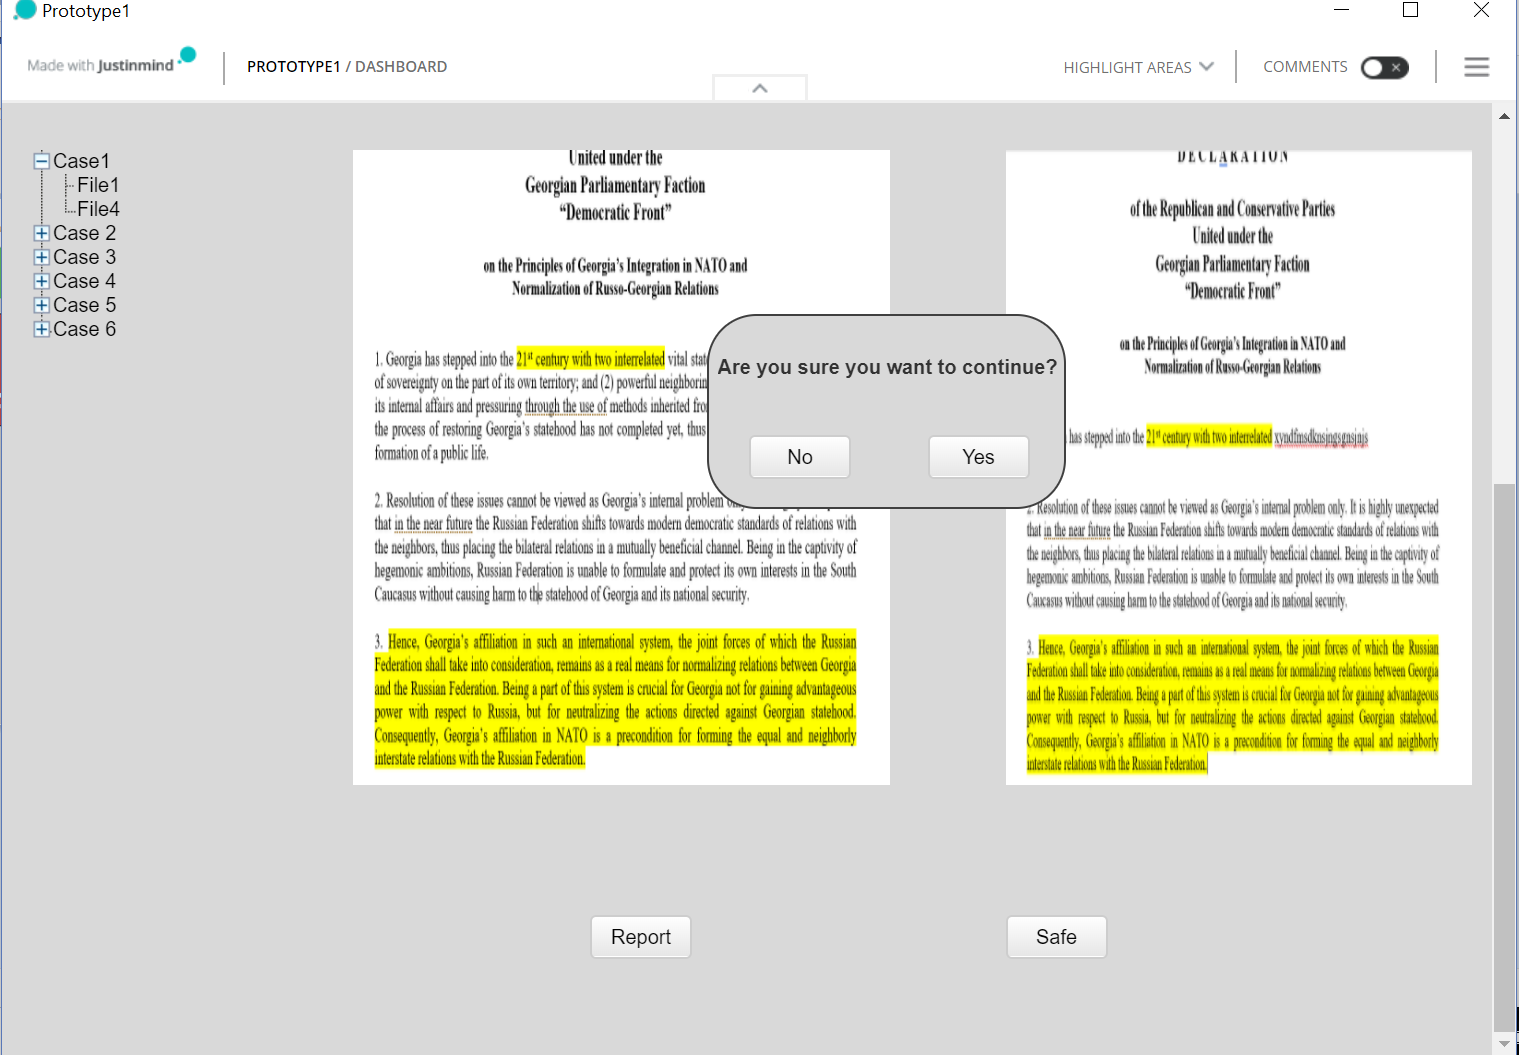 Prototype1
Made with Justinmind
PROTOTYPE1 / DASHBOARD
HIGHLIGHT AREAS
COMMENTS
Case1
File1
File4
Case 2
Case 3
Case 4
Case 5
Case 6
United under the
Georgian Parliamentary Faction
“Democratic Front”
on the Principles of Georgia’s Integration in NATO and
Normalization of Russo-Georgian Relations
1. Georgia has stepped into the 21st century with two interrelated vital
of sovereignty on the part of its own territory; and (2) powerful
its internal affairs and pressuring through the use of methods inherited
the process of restoring Georgia’s statehood has not completed yet, thus
formation of a public life.
2. Resolution of these issues cannot be viewed as Georgia’s internal problem
that in the near future the Russian Federation shifts towards modern democratic standards of relations with
the neighbors, thus placing the bilateral relations in a mutually beneficial channel. Being in the captivity of
hegemonic ambitions, Russian Federation is unable to formulate and protect its own interests in the South
Caucasus without causing harm to the statehood of Georgia and its national security.
3. Hence, Georgia’s affiliation in such an international system, the joint forces of which the Russian
Federation shall take into consideration, remains as a real means for normalizing relations between Georgia
and the Russian Federation. Being a part of this system is crucial for Georgia not for gaining advantageous
power with respect to Russia, but for neutralizing the actions directed against Georgian statehood.
Consequently, Georgia’s affiliation in NATO is a precondition for forming the equal and neighborly
interstate relations with the Russian Federation.
DECLARATION
of the Republican and Conservative Parties
United under the
Georgian Parliamentary Faction
“Democratic Front”
on the Principles of Georgia’s Integration in NATO and
Normalization of Russo-Georgian Relations
has stepped into the 21st century with two interrelated
2. Resolution of these issues cannot be viewed as Georgia’s internal problem only. It is highly unexpected
that in the near future the Russian Federation shifts towards modern democratic standards of relations with
the neighbors, thus placing the bilateral relations in a mutually beneficial channel. Being in the captivity of
hegemonic ambitions, Russian Federation is unable to formulate and protect its own interests in the South
Caucasus without causing harm to the statehood of Georgia and its national security.
3. Hence, Georgia’s affiliation in such an international system, the joint forces of which the Russian
Federation shall take into consideration, remains as a real means for normalizing relations between Georgia
and the Russian Federation. Being a part of this system is crucial for Georgia not for gaining advantageous
power with respect to Russia, but for neutralizing the actions directed against Georgian statehood.
Consequently, Georgia’s affiliation in NATO is a precondition for forming the equal and neighborly
interstate relations with the Russian Federation.
Are you sure you want to continue?
No
Yes
Report
Safe